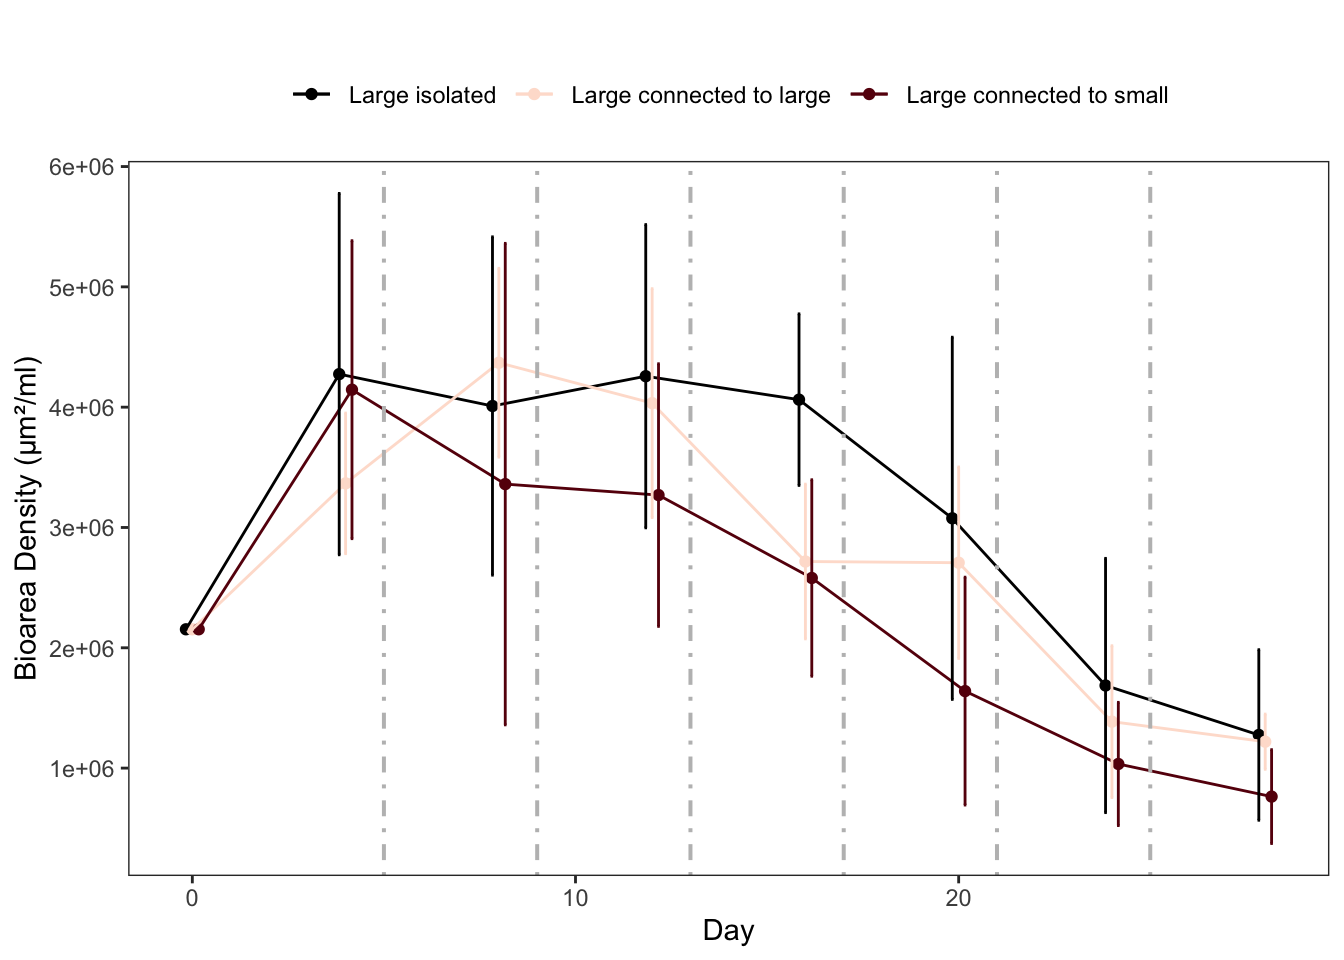 Large isolated Large connected to large Large connected to small
6e+06
5e+06
4e+06
3e+06
2e+06
1e+06
Bioarea Density (µm²/ml)
0 10 20
Day